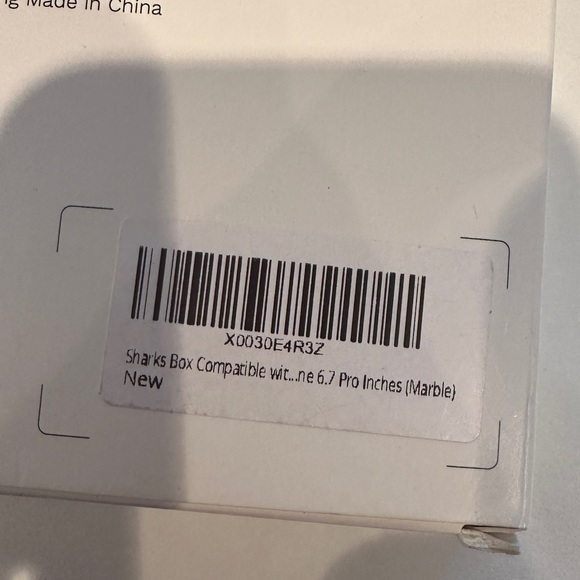 Made in China
X0030E4R3Z
Sharks Box Compatible wit...ne 6.7 Pro Inches (Marble)
New